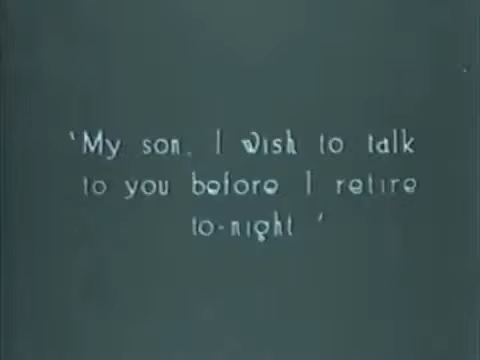 'My son, I wish to talk
to you before I retire
to-night '